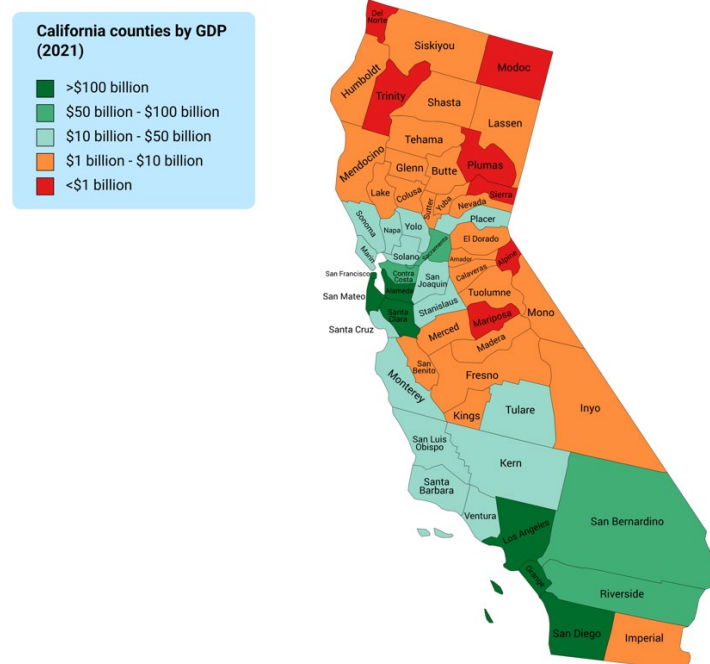 California counties by GDP
(2021)
>$100 billion
$50 billion - $100 billion
$10 billion - $50 billion
$1 billion - $10 billion
<$1 billion
Del
Norte
Siskiyou
Modoc
Humboldt
Trinity
Shasta
Lassen
Tehama
Mendocino
Glenn
Butte
Plumas
Lake
Colusa
Sutter
Yuba
Nevada
Sierra
Placer
Sonoma
Napa
Yolo
Sacramento
El Dorado
Marin
Solano
Amador
Alpine
San Francisco
Contra
Costa
San
Joaquin
Calaveras
Alameda
Tuolumne
San Mateo
Santa
Clara
Stanislaus
Mariposa
Mono
Santa Cruz
Merced
Madera
San
Benito
Fresno
Monterey
Kings
Tulare
Inyo
San Luis
Obispo
Kern
Santa
Barbara
Ventura
Los Angeles
San Bernardino
Orange
Riverside
San Diego
Imperial